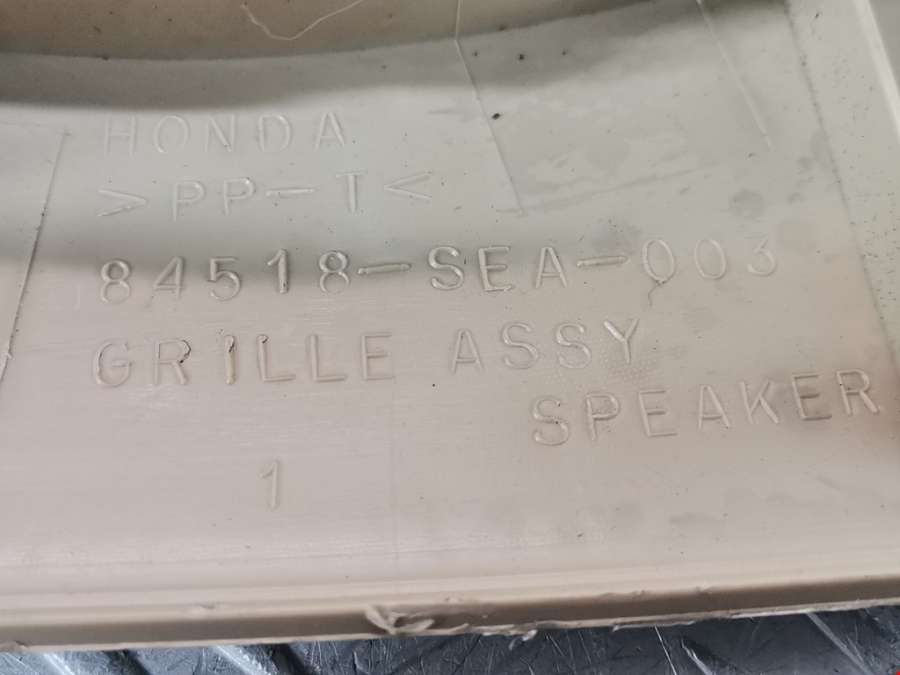 HONDA
>PP-T<
84518-SEA-003
GRILLE ASSY
SPEAKER
1